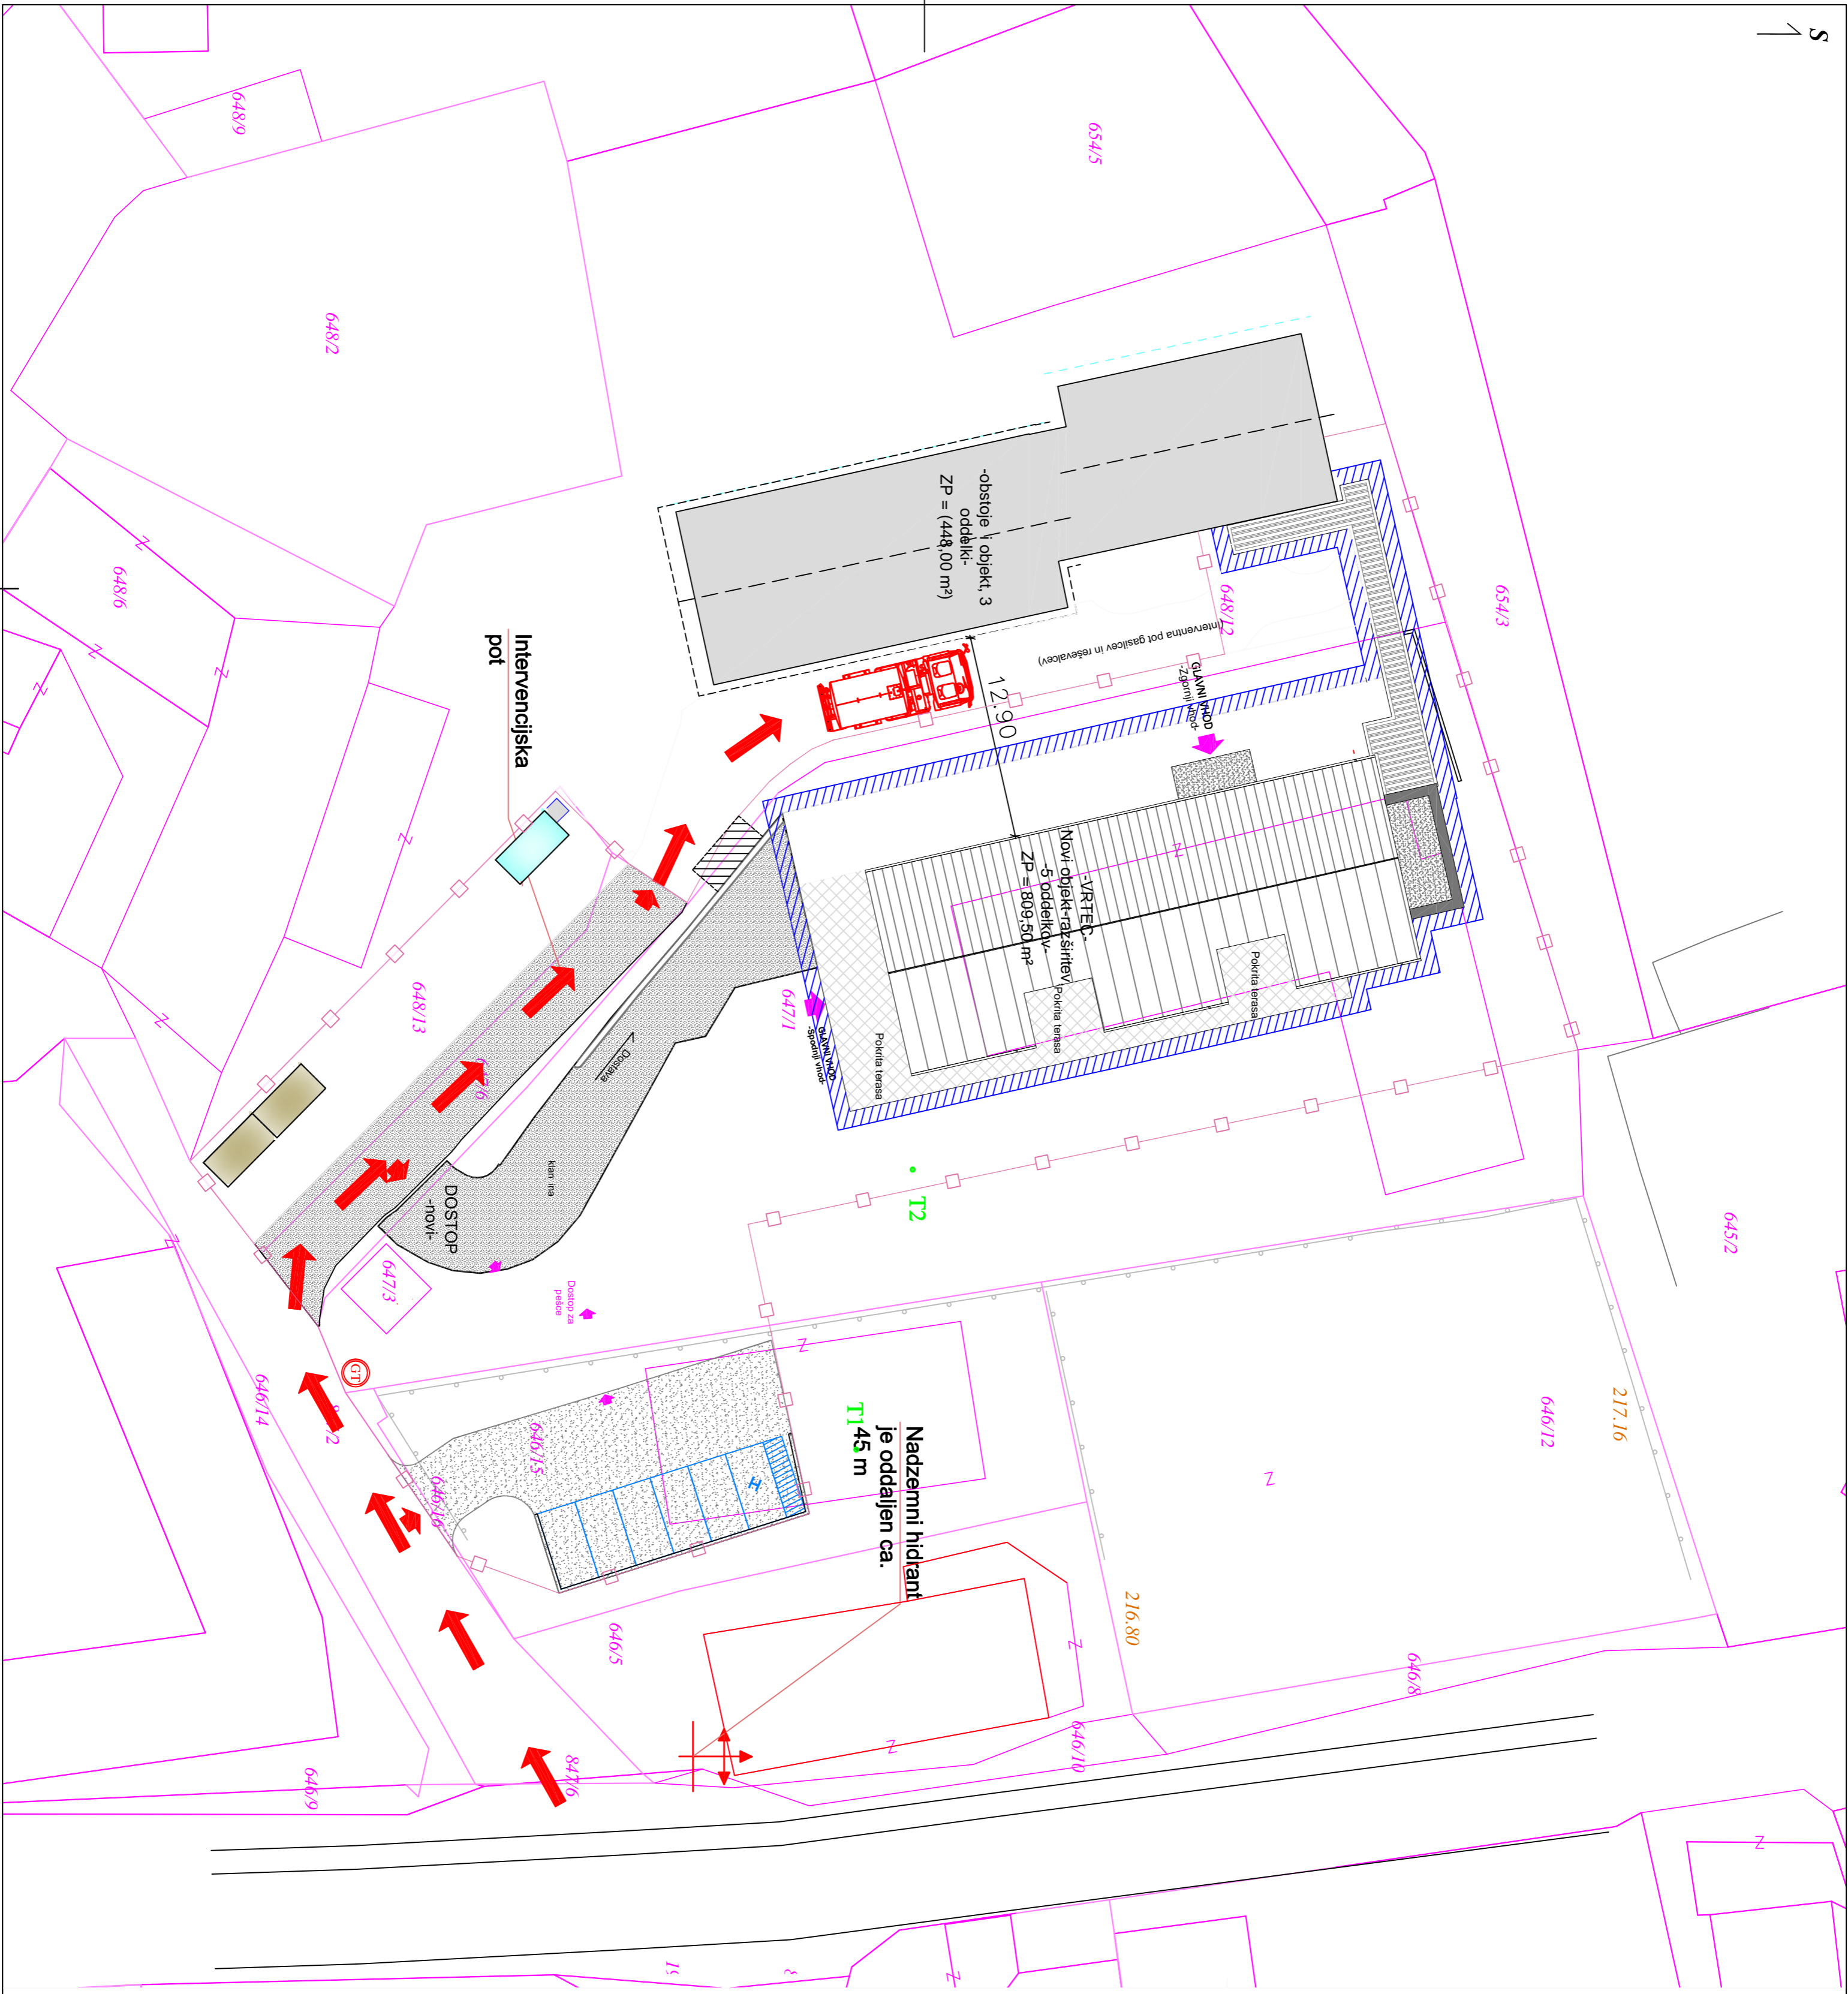 S
654/5
648/9
648/2
654/3
648/12
648/6
-obstoje i objekt, 3
oddelki-
ZP = (448,00 m²)
(Interventna pot gasilcev in reševalcev)
GLAVNI VHOD
-Zgornji vhod-
12.90
Intervencijska
pot
-VRTEC-
Novi objekt-razširitev
-5 oddelkov-
ZP = 809,50 m²
Z
Pokrita terasa
Pokrita terasa
Pokrita terasa
647/1
GLAVNI VHOD
-Spodnji vhod-
648/13
Dostava
klan ina
DOSTOP
-novi-
T2
645/2
647/3
Dostop za
pešce
GT
646/14
646/15
646/16
T1
Nadzemni hidrant
je oddaljen ca.
45 m
H
217.16
646/12
216.80
646/5
646/8
646/10
847/6
646/9
Z
Z
Z
Z
Z
Z
Z
Z
Z
Z
Z
Z
Z
Z